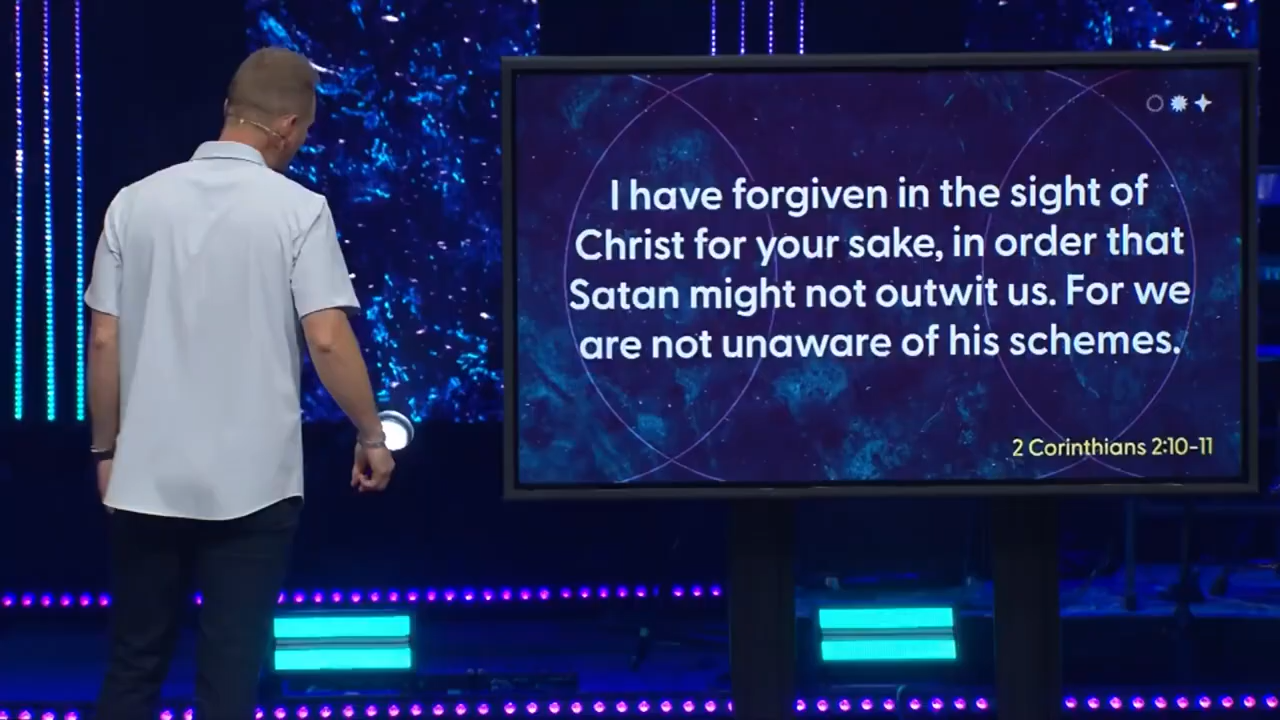 I have forgiven in the sight of
Christ for your sake, in order that
Satan might not outwit us. For we
are not unaware of his schemes.
2 Corinthians 2:10-11